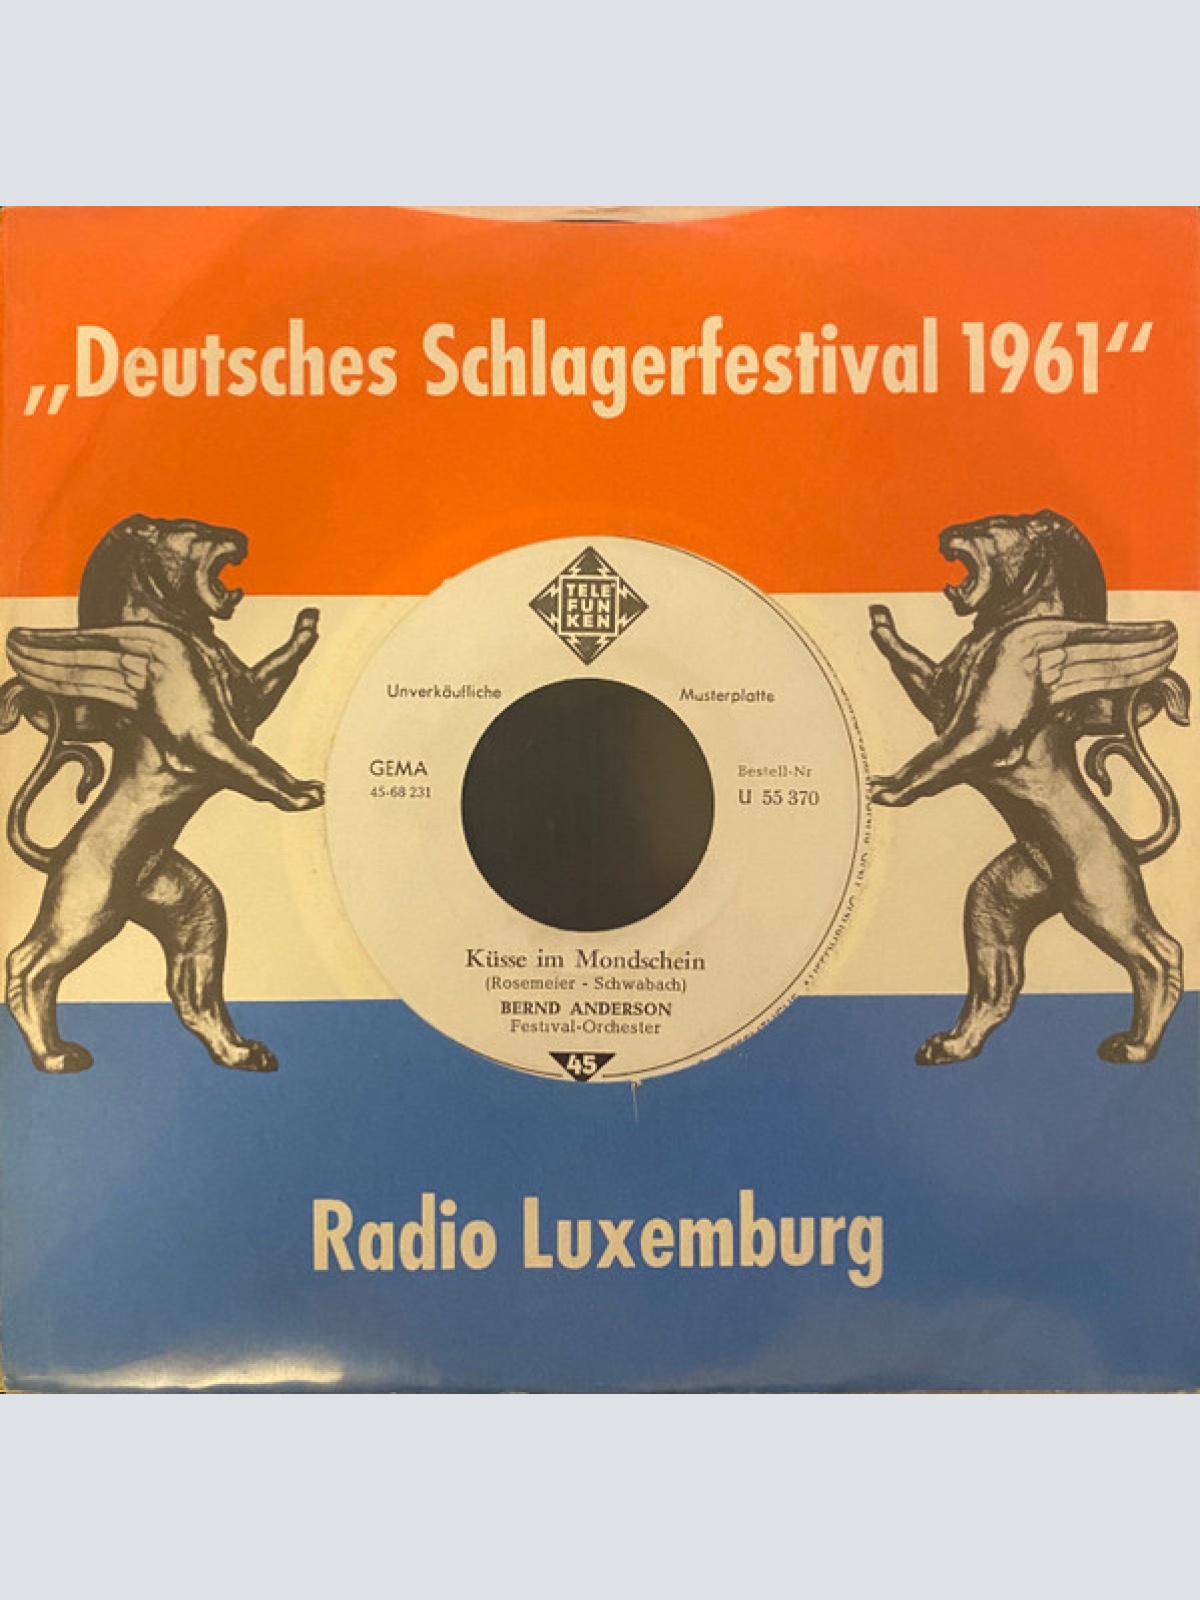 „Deutsches Schlagerfestival 1961“
TELE
FUN
KEN
Unverkäufliche Musterplatte
GEMA
45-68 231
Bestell-Nr
U 55 370
Küsse im Mondschein
(Rosemeier - Schwabach)
BERND ANDERSON
Festival-Orchester
45
Radio Luxemburg